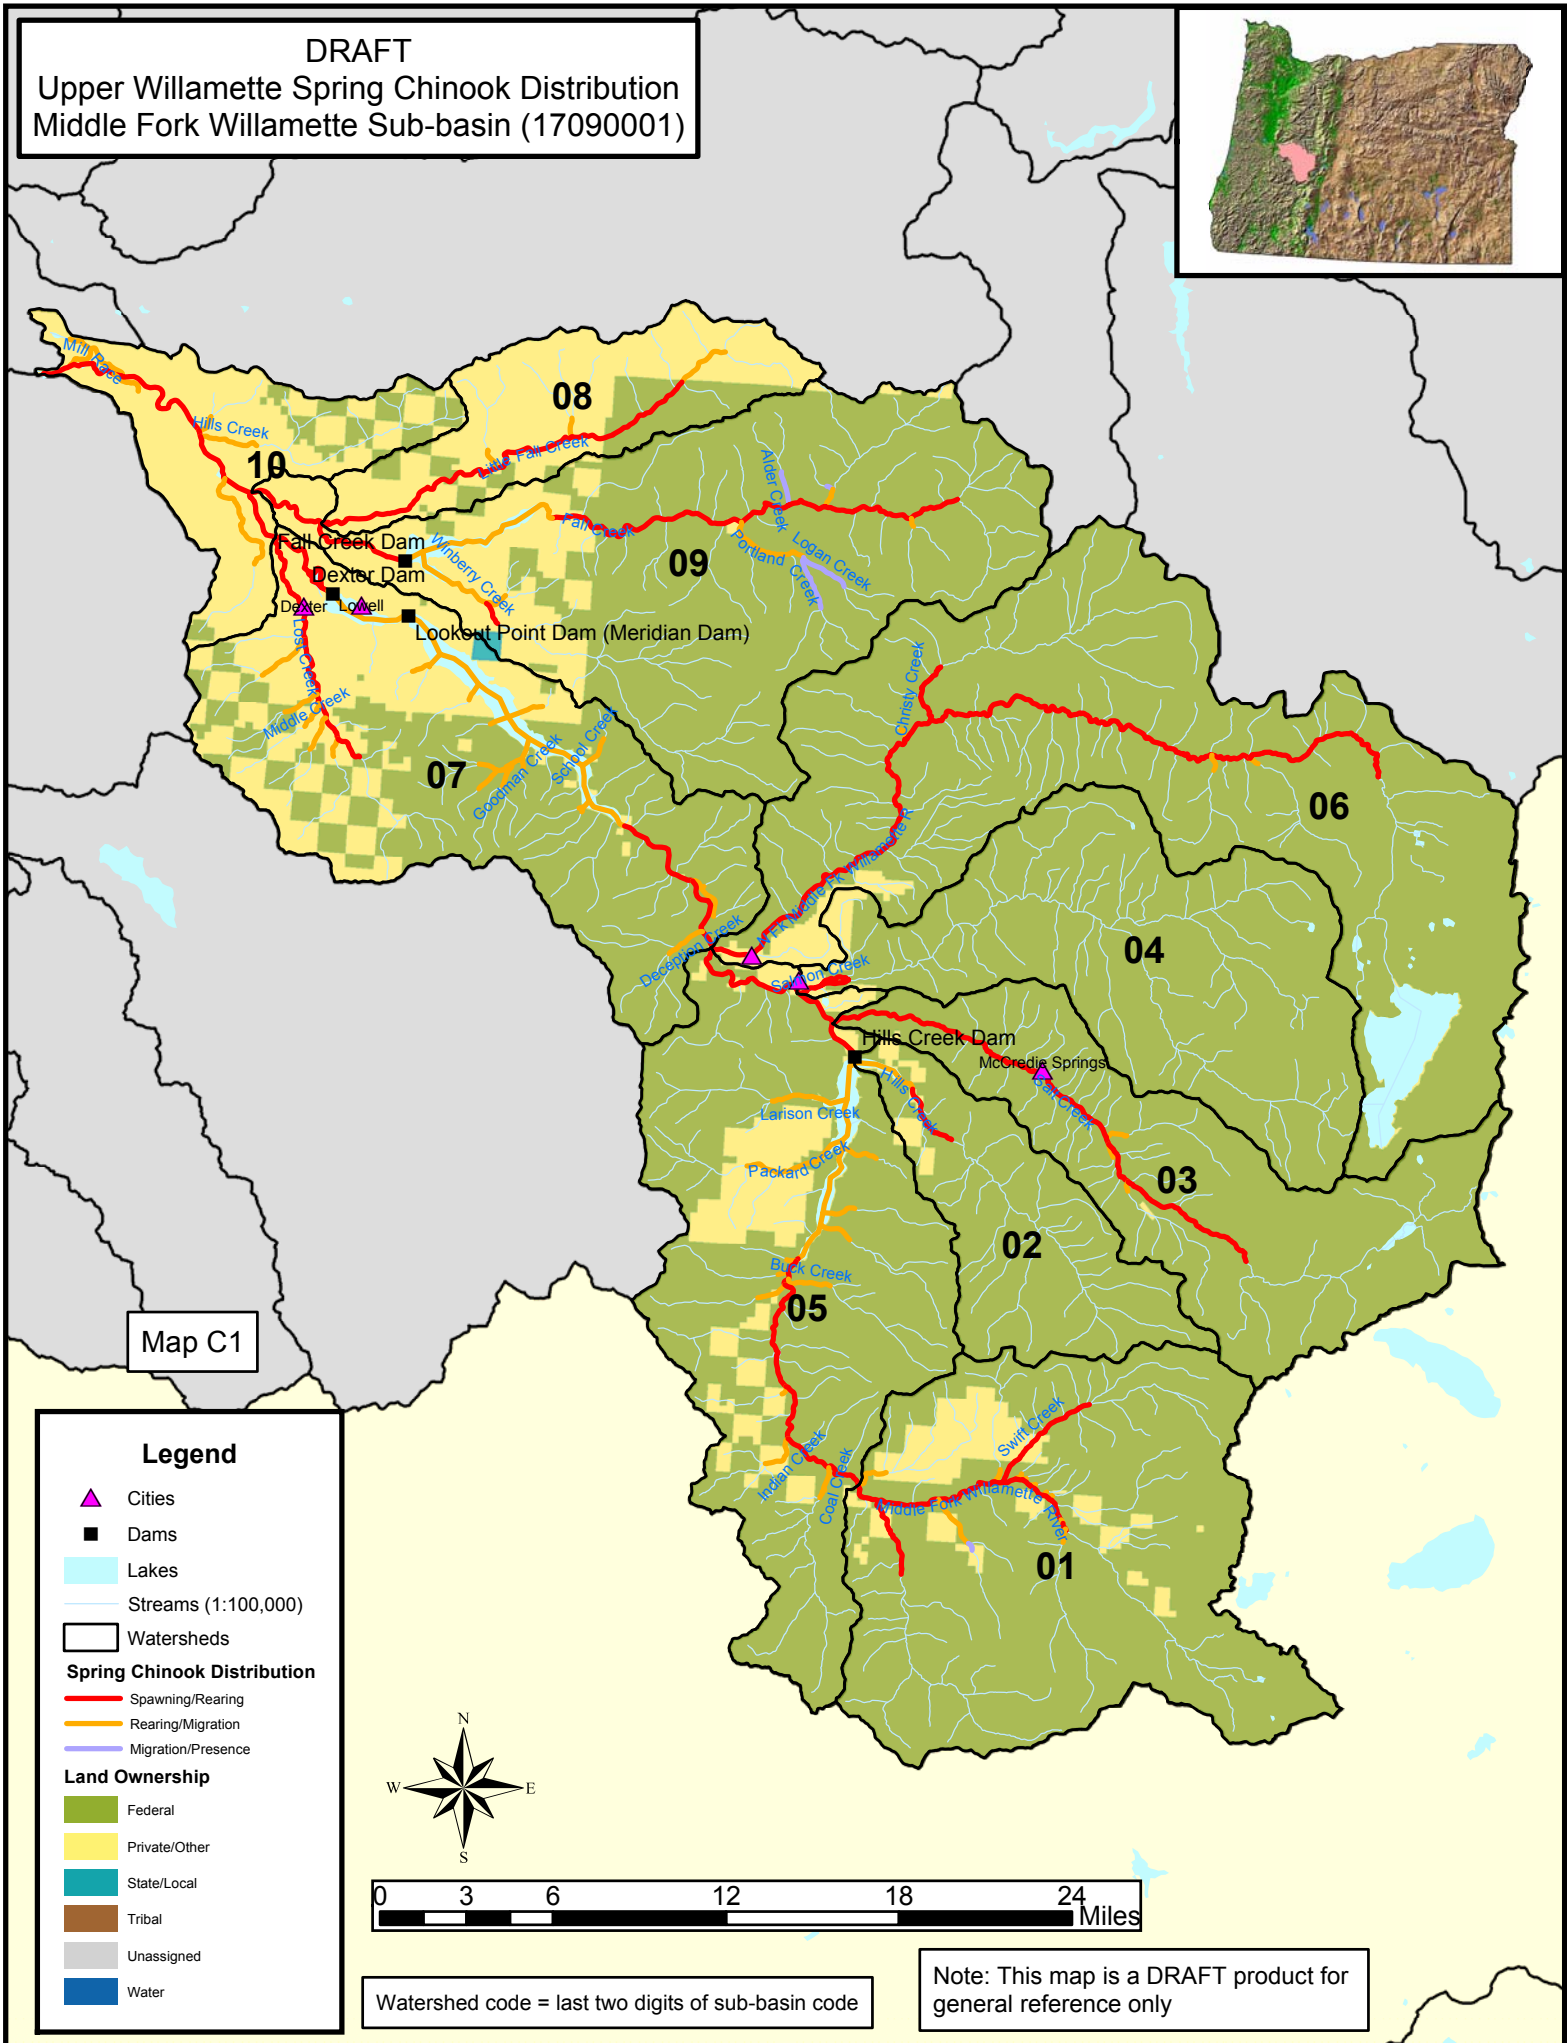 DRAFT
Upper Willamette Spring Chinook Distribution
Middle Fork Willamette Sub-basin (17090001)
Mill Race
08
Hills Creek
10
Little Fall Creek
Alder Creek
Fall Creek
Fall Creek Dam
Winberry Creek
Logan Creek
Portland Creek
09
Dexter Dam
Dexter
Lowell
Lookout Point Dam (Meridian Dam)
Lost Creek
Christy Creek
Middle Creek
School Creek
Goodman Creek
07
06
N Fk Middle Fk Willamette R
Deception Creek
04
Salmon Creek
Hills Creek Dam
McCredie Springs
Hills Creek
Salt Creek
Larison Creek
Packard Creek
03
02
Buck Creek
05
Map C1
Swift Creek
Indian Creek
Coal Creek
Middle Fork Willamette River
01
Legend
Cities
Dams
Lakes
Streams (1:100,000)
Watersheds
Spring Chinook Distribution
Spawning/Rearing
Rearing/Migration
Migration/Presence
Land Ownership
Federal
Private/Other
State/Local
Tribal
Unassigned
Water
N
W
E
S
0 3 6 12 18 24
Miles
Watershed code = last two digits of sub-basin code
Note: This map is a DRAFT product for
general reference only